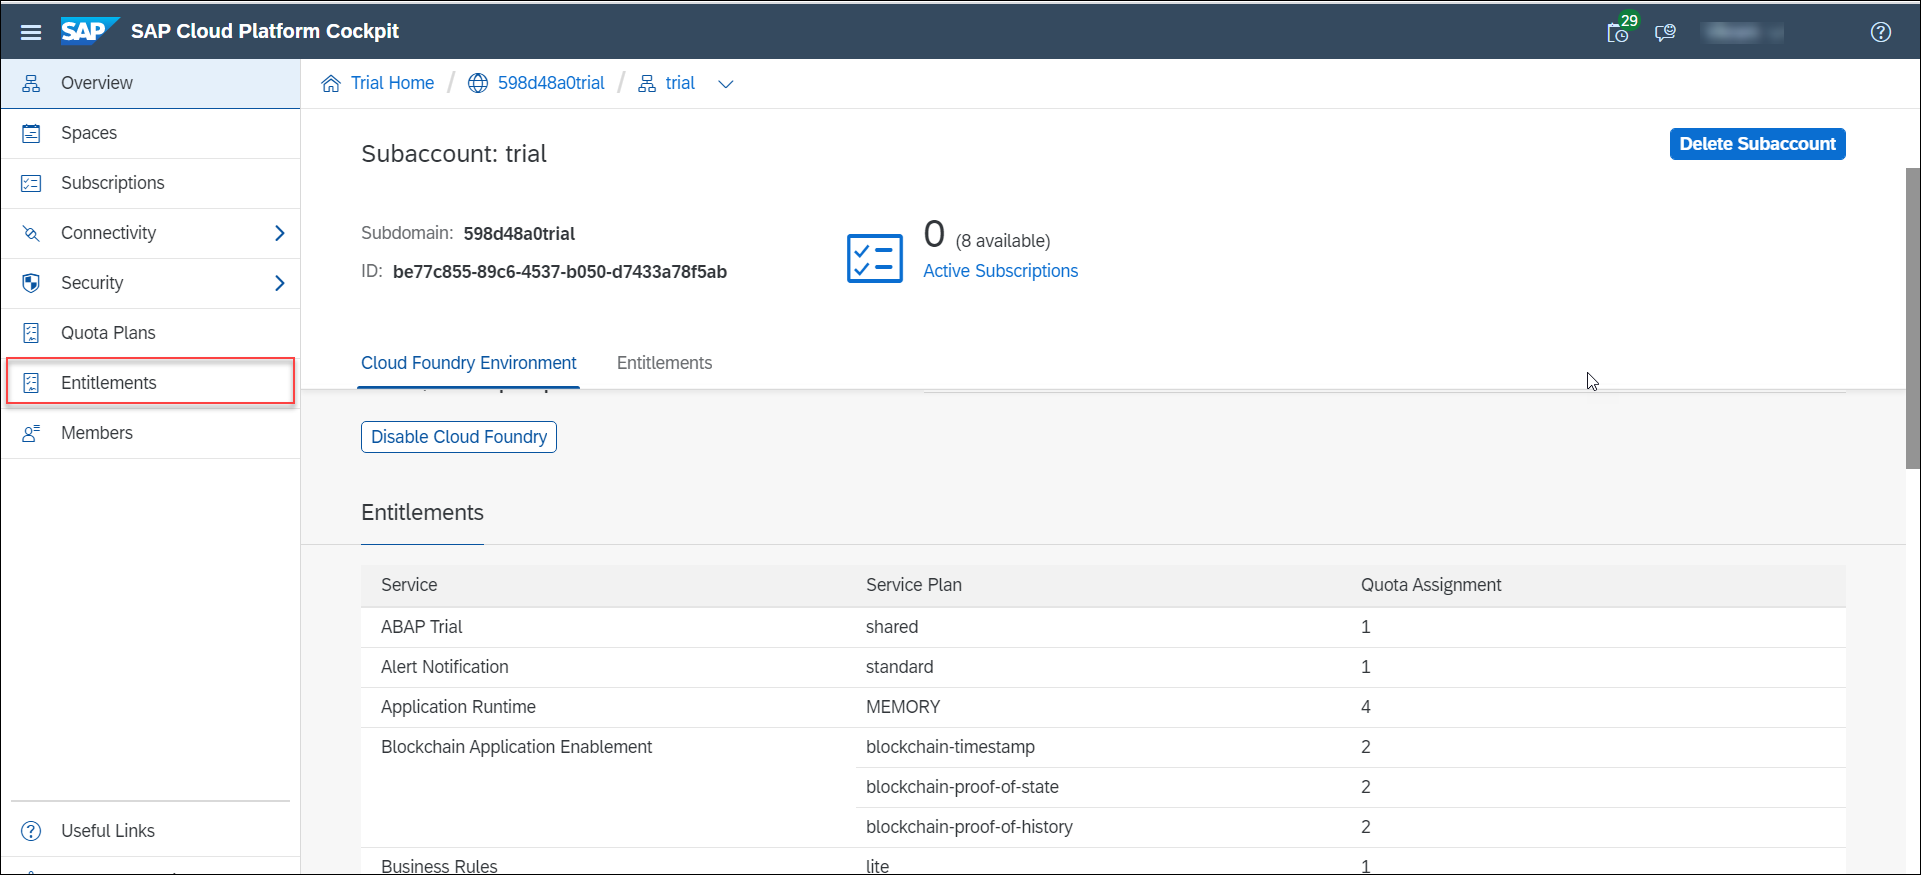 SAP SAP Cloud Platform Cockpit 29
Overview
Spaces
Subscriptions
Connectivity
Security
Quota Plans
Entitlements
Members
Useful Links
Trial Home / 598d48a0trial / trial
Subaccount: trial
Delete Subaccount
Subdomain: 598d48a0trial
ID: be77c855-89c6-4537-b050-d7433a78f5ab
0 (8 available)
Active Subscriptions
Cloud Foundry Environment Entitlements
Disable Cloud Foundry
Entitlements
Service Service Plan Quota Assignment
ABAP Trial shared 1
Alert Notification standard 1
Application Runtime MEMORY 4
Blockchain Application Enablement blockchain-timestamp 2
blockchain-proof-of-state 2
blockchain-proof-of-history 2
Business Rules lite 1